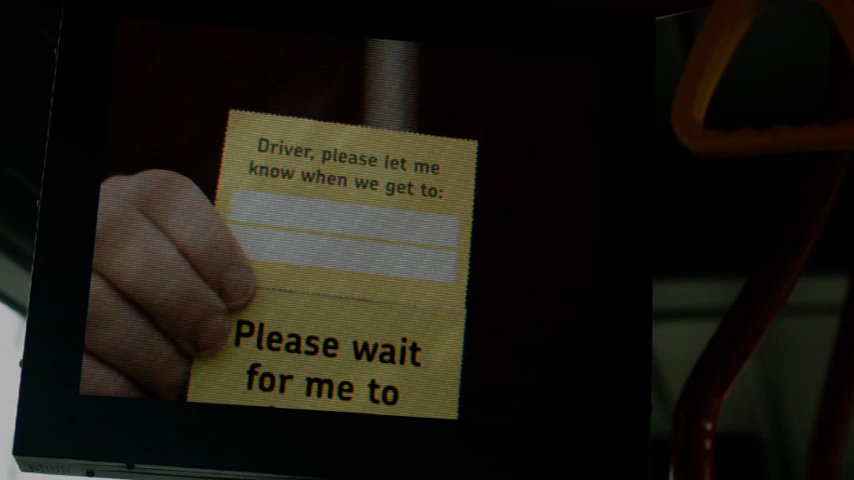 Driver, please let me
know when we get to:
Please wait
for me to